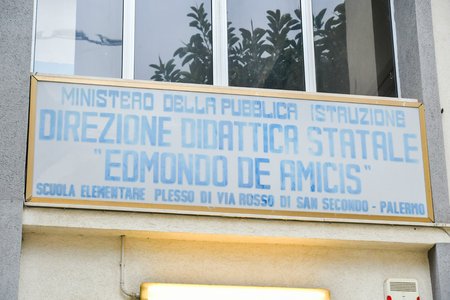 MINISTERO DELLA PUBBLICA ISTRUZIONE
DIREZIONE DIDATTICA STATALE
"EDMONDO DE AMICIS"
SCUOLA ELEMENTARE PLESSO DI VIA ROSSO DI SAN SECONDO - PALERMO